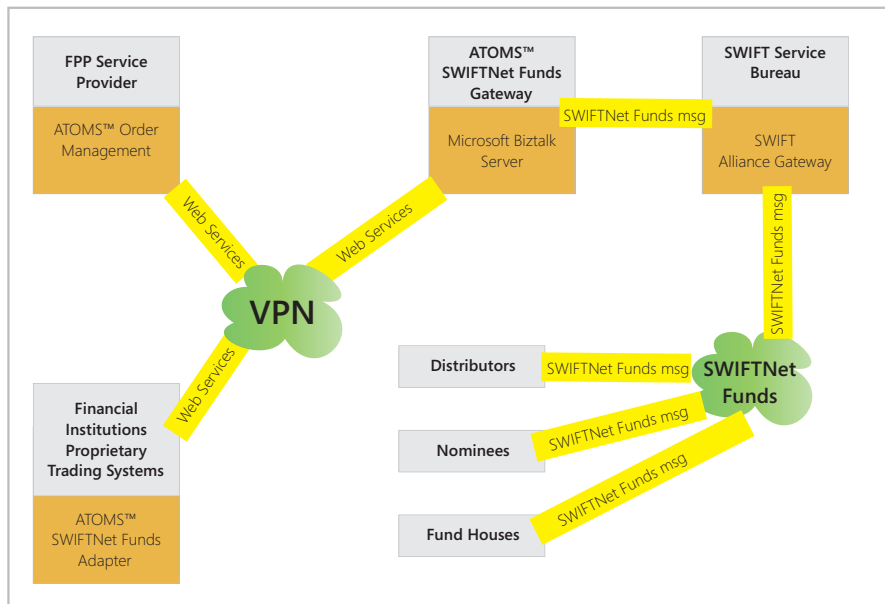 FPP Service
Provider
ATOMS™ Order
Management
ATOMS™
SWIFTNet Funds
Gateway
Microsoft Biztalk
Server
SWIFTNet Funds msg
SWIFT Service
Bureau
SWIFT
Alliance Gateway
Web Services
Web Services
SWIFTNet Funds msg
VPN
Web Services
Distributors
SWIFTNet Funds msg
SWIFTNet
Funds
Nominees
SWIFTNet Funds msg
Fund Houses
SWIFTNet Funds msg
Financial
Institutions
Proprietary
Trading Systems
ATOMS™
SWIFTNet Funds
Adapter